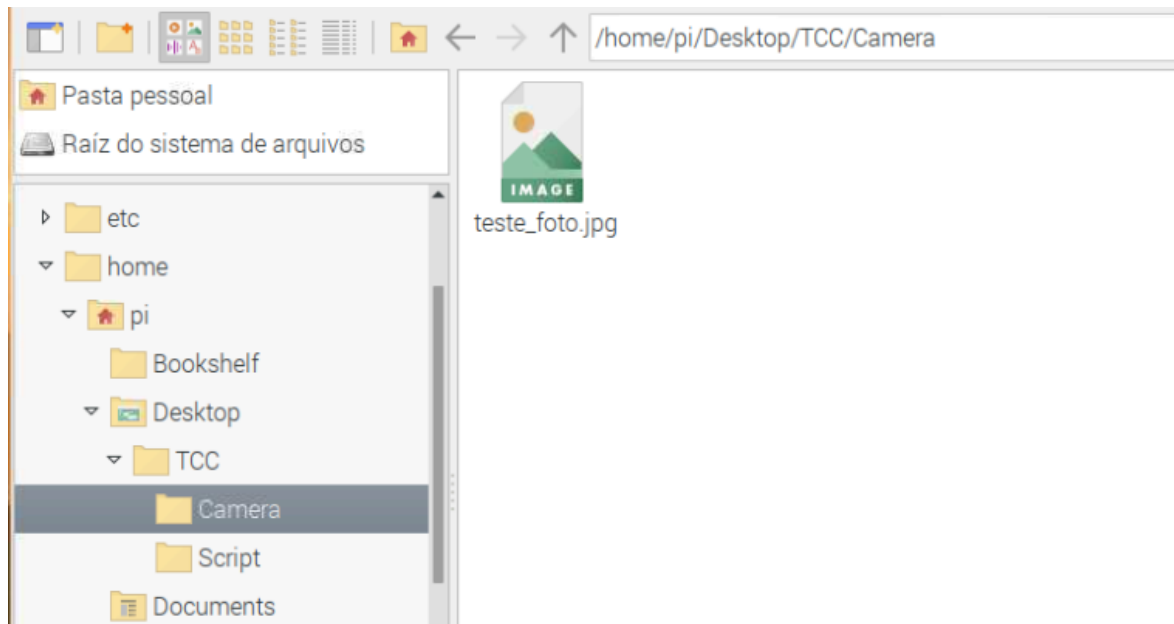 /home/pi/Desktop/TCC/Camera
Pasta pessoal
Raíz do sistema de arquivos
etc
home
pi
Bookshelf
Desktop
TCC
Camera
Script
Documents
IMAGE
teste_foto.jpg